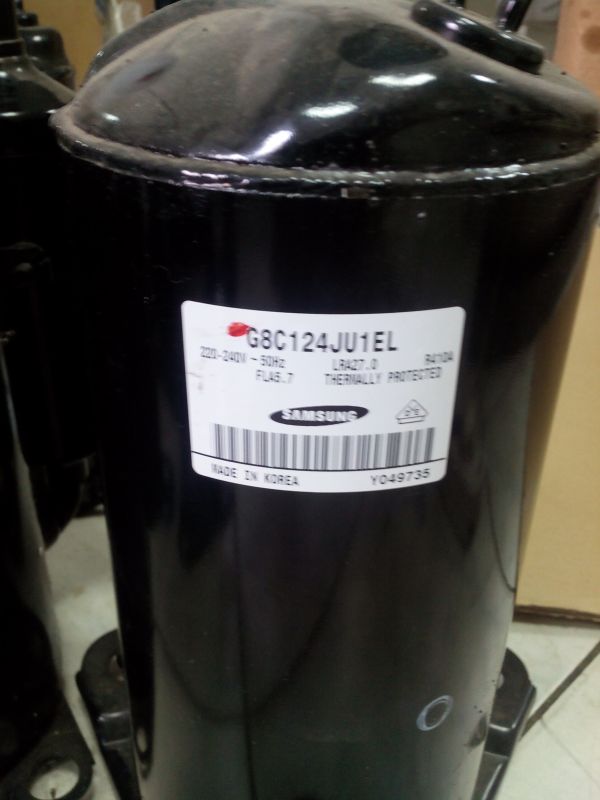 G8C124JU1EL
220-240V ~ 50Hz LRA27.0 R410A
FLA5.7 THERMALLY PROTECTED
SAMSUNG
MADE IN KOREA Y049735